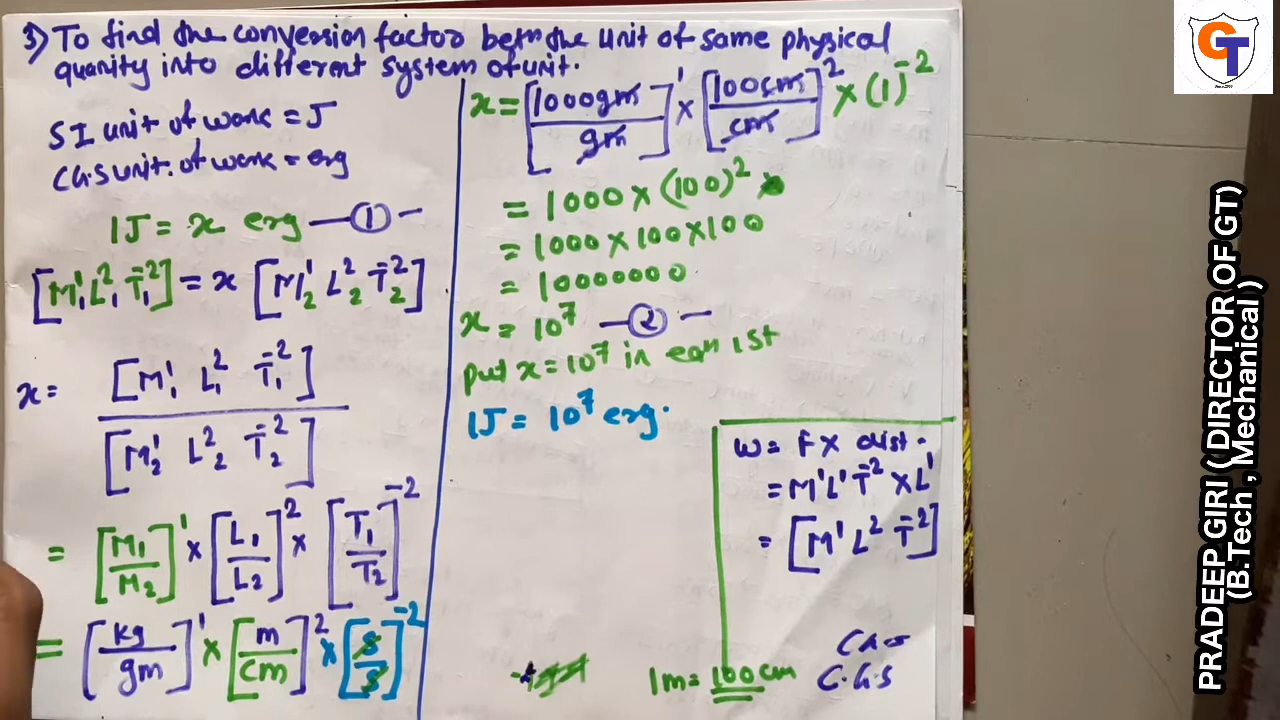 3) To find the conversion factor betn the unit of same physical
quanity into different system of unit.
SI unit of work = J
C.G.S unit. of work = erg
1J = x erg —①—
[M₁¹ L₁² T₁⁻²] = x [M₂¹ L₂² T₂⁻²]
x = [M₁¹ L₁² T₁⁻²] / [M₂¹ L₂² T₂⁻²]
= [M₁/M₂]¹ × [L₁/L₂]² × [T₁/T₂]⁻²
= [kg/gm]¹ × [m/cm]² × [s/s]⁻²
x = [1000gm/gm]¹ × [100cm/cm]² × (1)⁻²
= 1000 × (100)²
= 1000 × 100 × 100
= 10000000
x = 10⁷ —②—
put x = 10⁷ in eqn 1st
1J = 10⁷ erg.
W = F × dist.
= M¹L¹T⁻² × L¹
= [M¹ L² T⁻²]
1m = 100cm
C.G.S
GT
PRADEEP GIRI ( DIRECTOR OF GT)
(B.Tech , Mechanical )